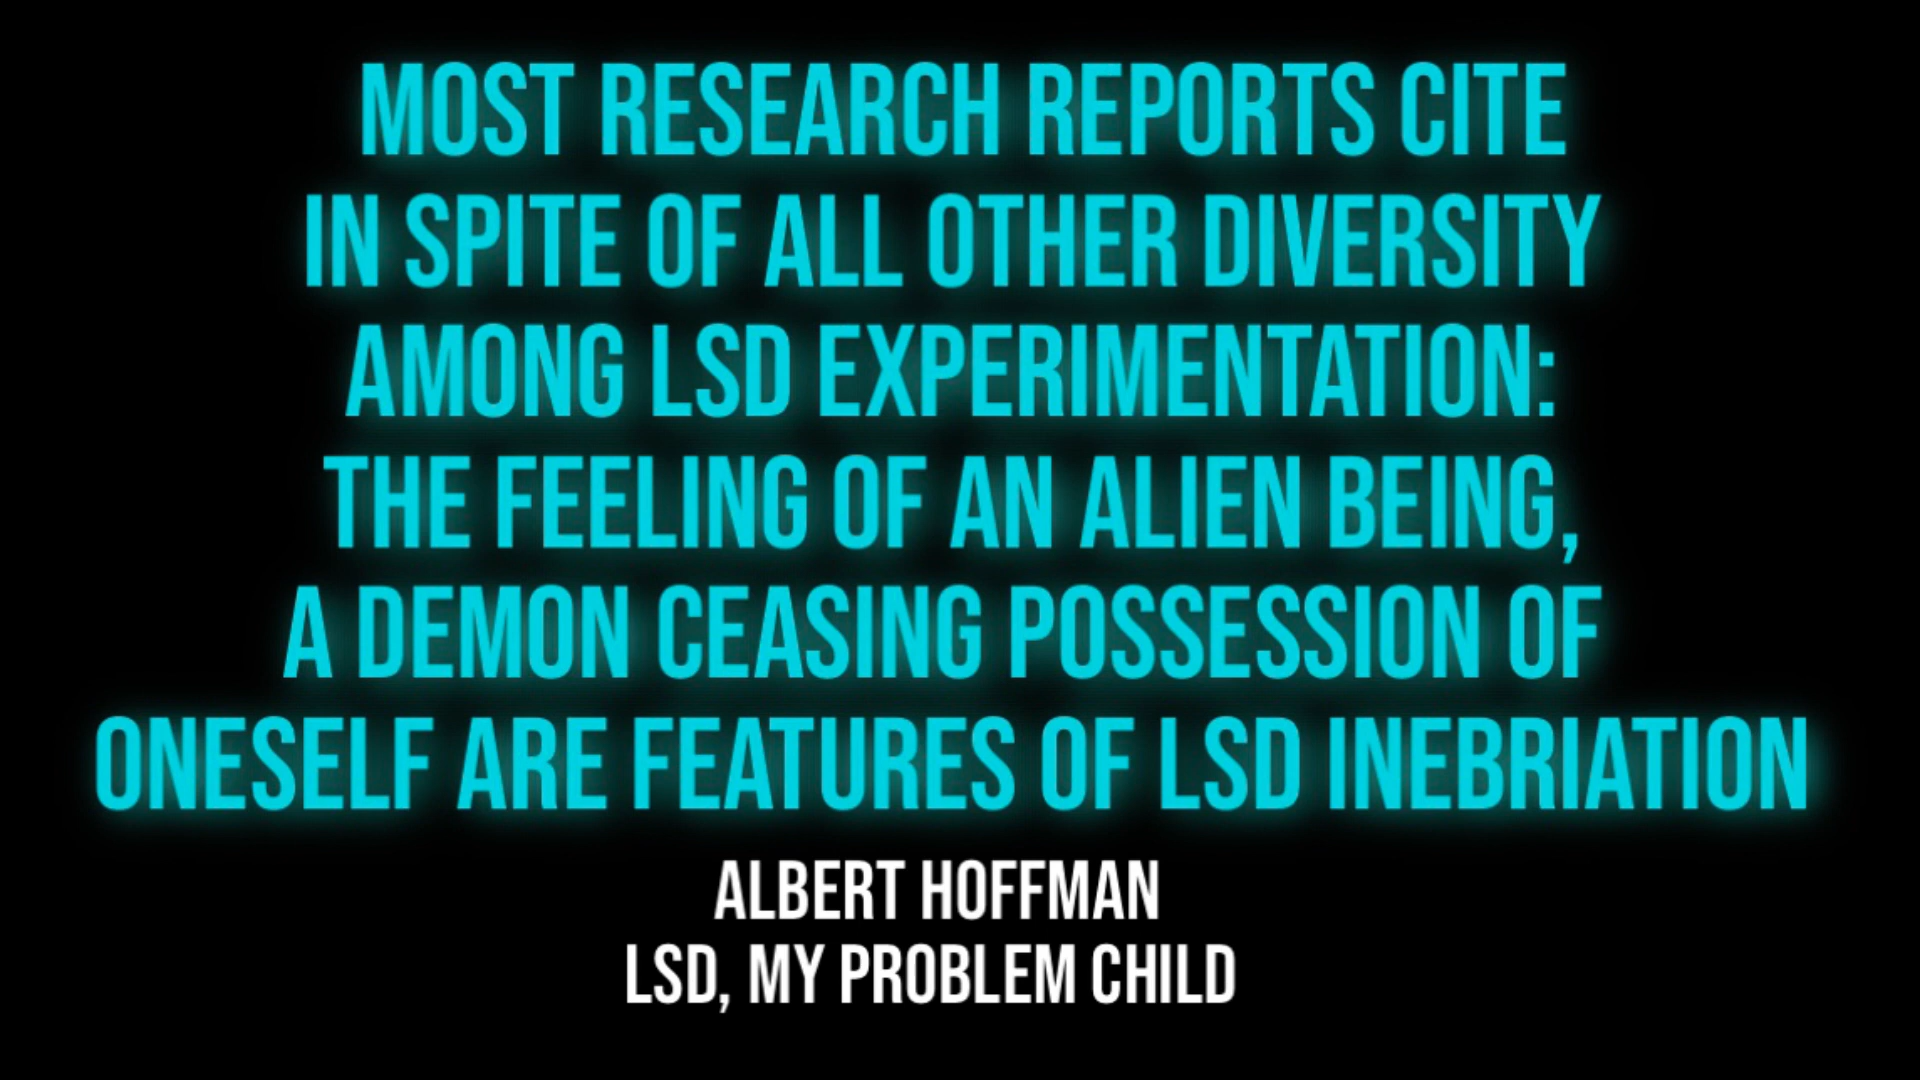 MOST RESEARCH REPORTS CITE
IN SPITE OF ALL OTHER DIVERSITY
AMONG LSD EXPERIMENTATION:
THE FEELING OF AN ALIEN BEING,
A DEMON CEASING POSSESSION OF
ONESELF ARE FEATURES OF LSD INEBRIATION
ALBERT HOFFMAN
LSD, MY PROBLEM CHILD